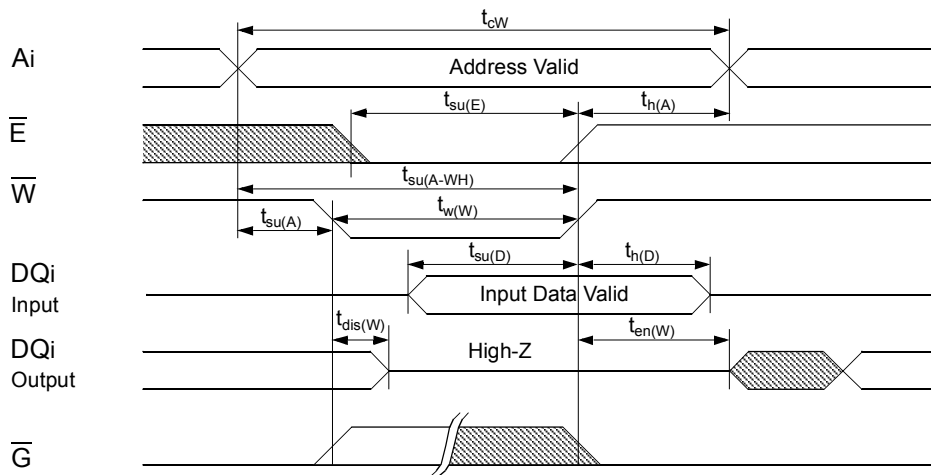 t_cW
Ai
Address Valid
t_su(E)
t_h(A)
E̅
t_su(A-WH)
W̅
t_w(W)
t_su(A)
t_su(D)
t_h(D)
DQi
Input
Input Data Valid
t_dis(W)
t_en(W)
DQi
Output
High-Z
G̅